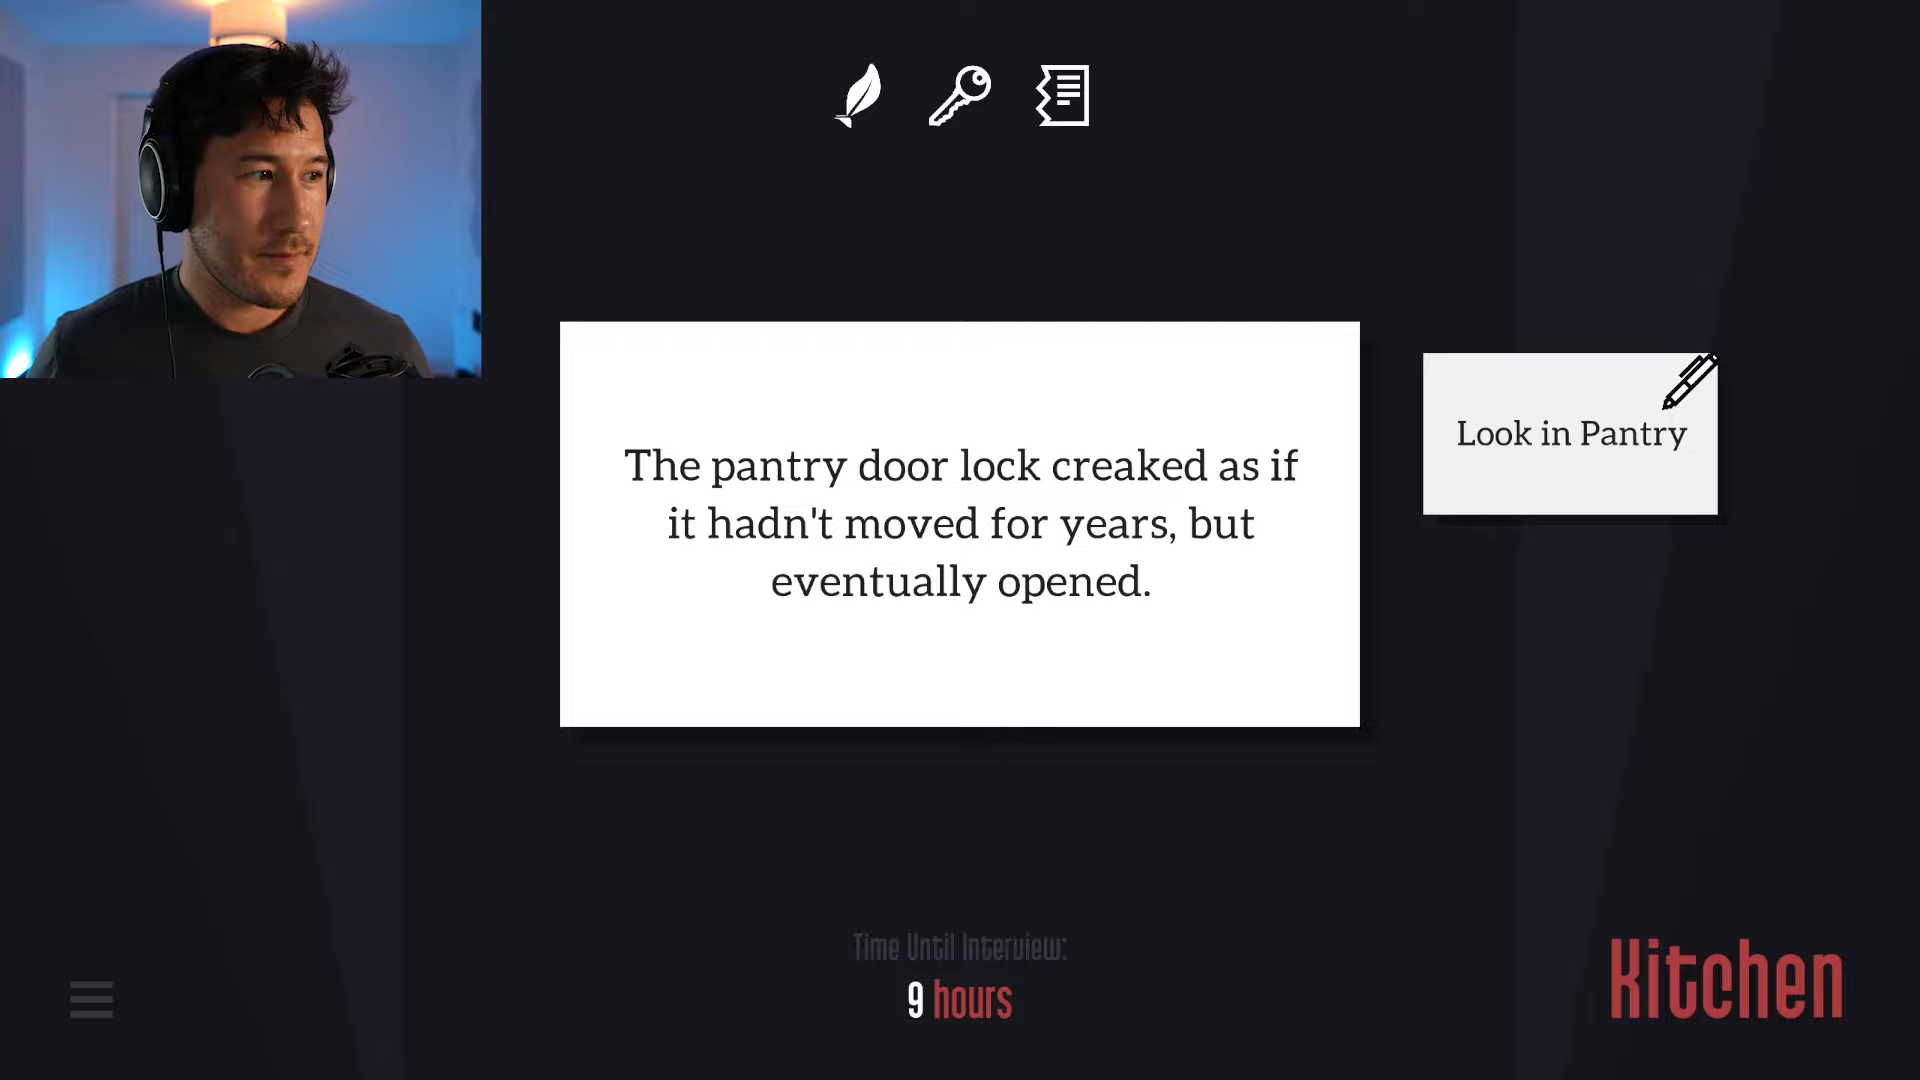 The pantry door lock creaked as if
it hadn't moved for years, but
eventually opened.
Look in Pantry
Time Until Interview:
9 hours
Kitchen